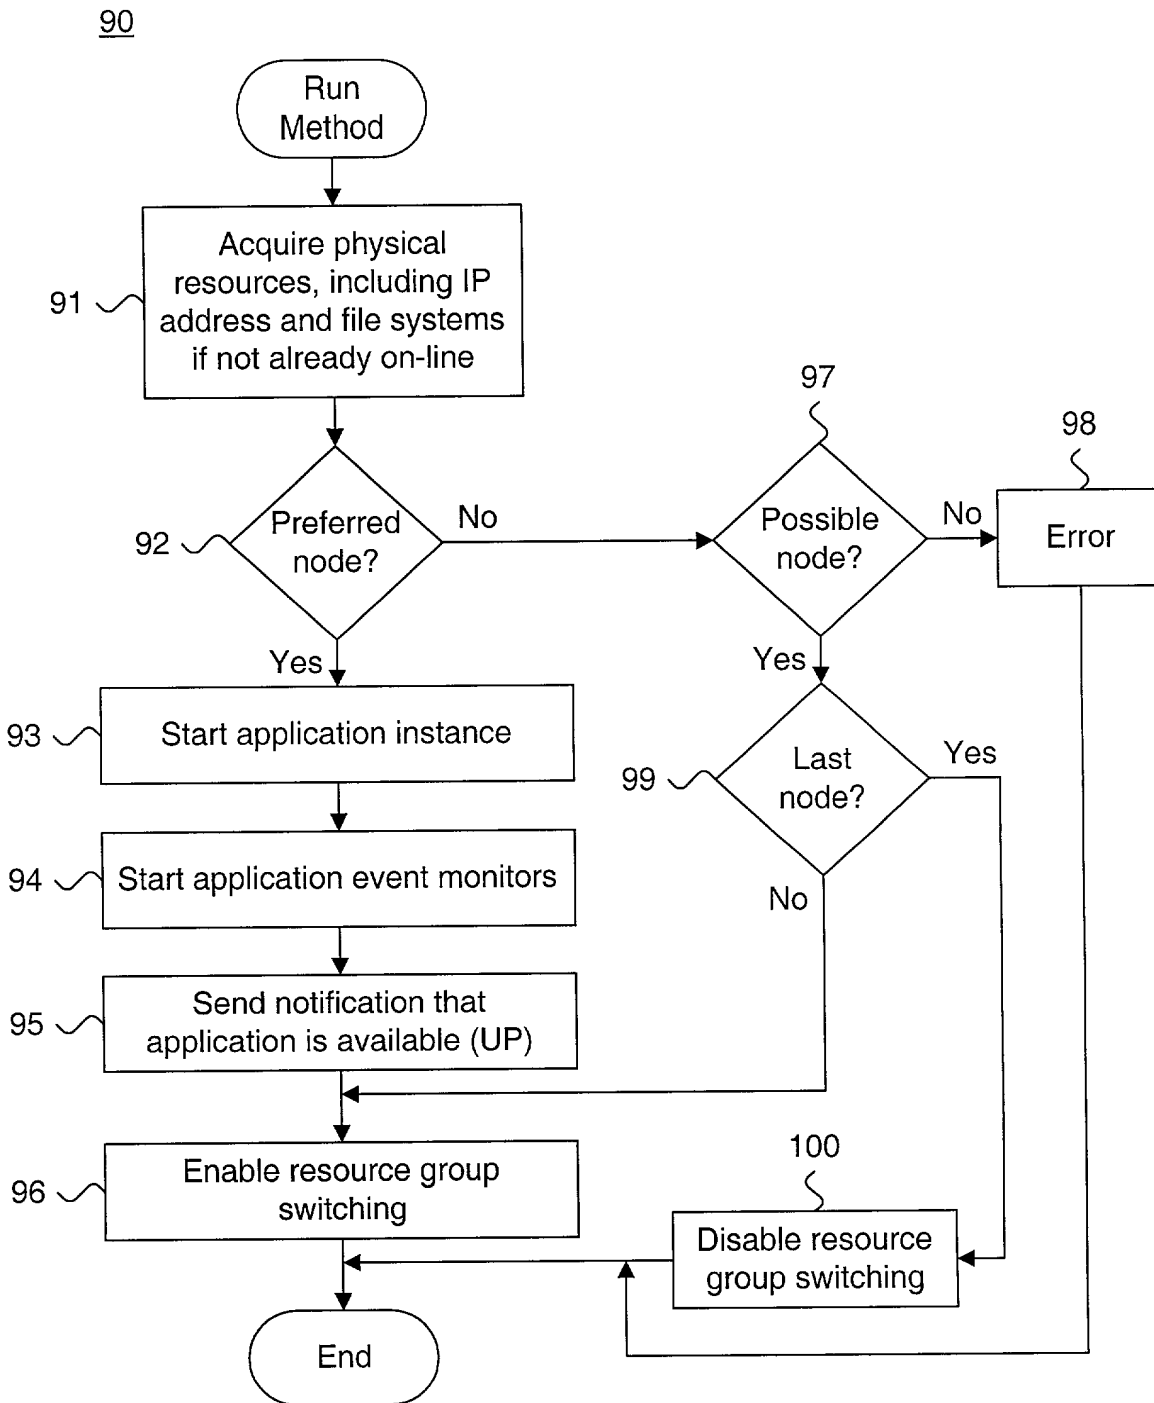 90
Run
Method
91
Acquire physical
resources, including IP
address and file systems
if not already on-line
92
Preferred
node?
No
Yes
97
Possible
node?
No
Yes
98
Error
93
Start application instance
99
Last
node?
Yes
No
94
Start application event monitors
95
Send notification that
application is available (UP)
96
Enable resource group
switching
100
Disable resource
group switching
End